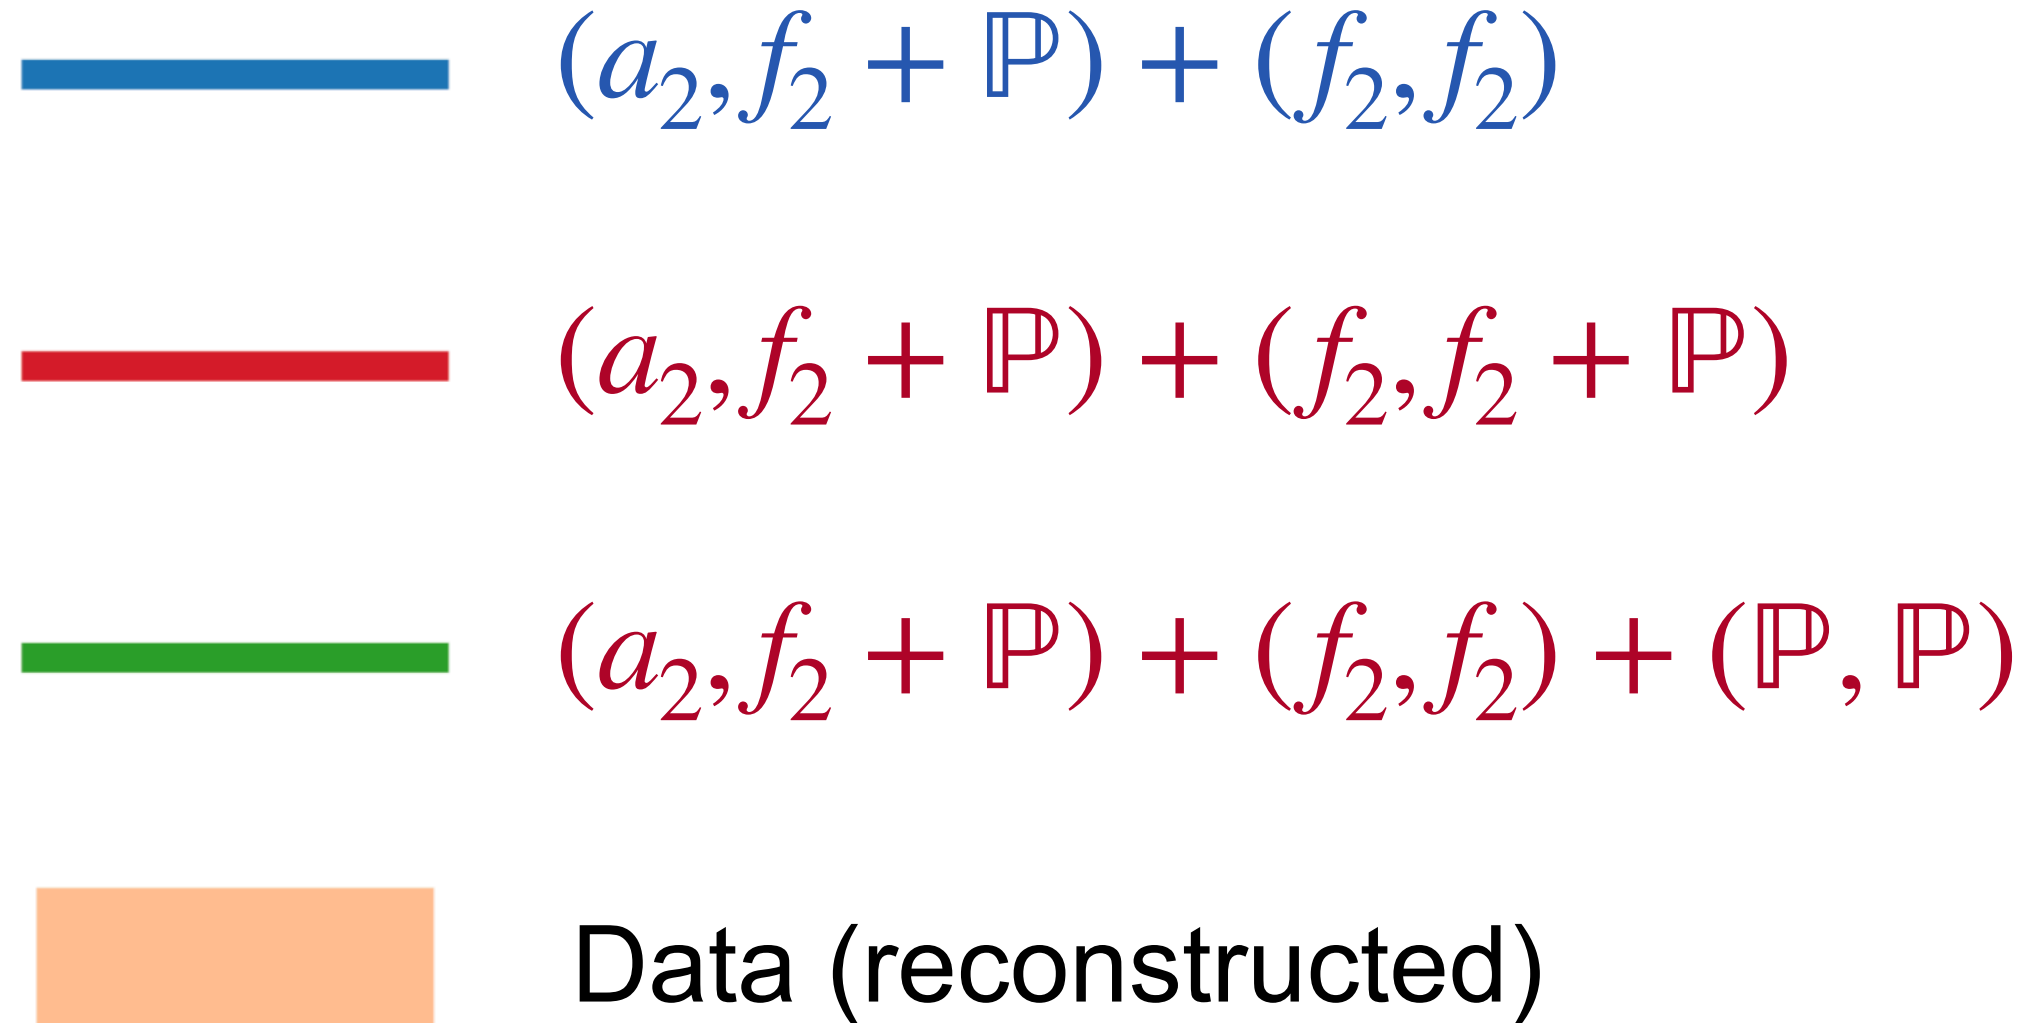 (a₂,f₂ + ℙ) + (f₂,f₂)
(a₂,f₂ + ℙ) + (f₂,f₂ + ℙ)
(a₂,f₂ + ℙ) + (f₂,f₂) + (ℙ, ℙ)
Data (reconstructed)